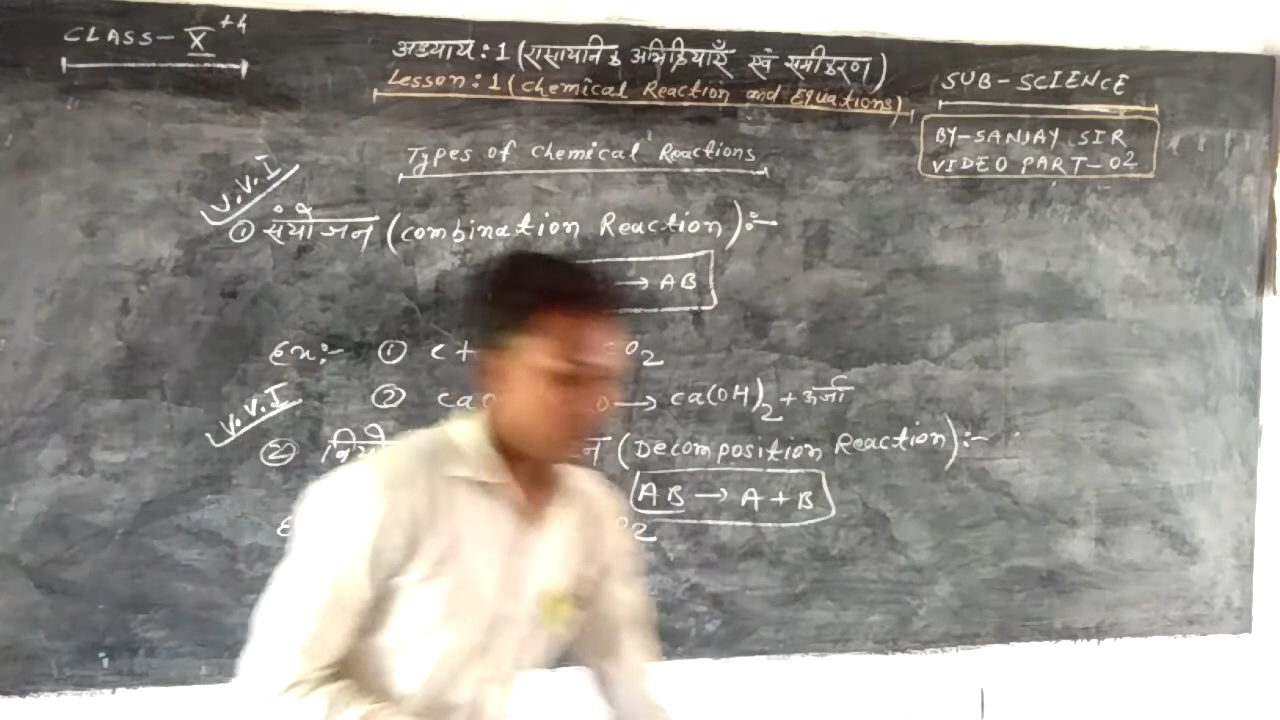 CLASS-X+h
अध्याय:1 (रासायनिक अभिक्रियाएँ एवं समीकरण)
Lesson:1(Chemical Reaction and Equations)
SUB-SCIENCE
BY-SANJAY SIR
VIDEO PART-02
Types of Chemical Reactions
V.V.I
① संयोजन (Combination Reaction):-
→ AB
Ex:- ① C +
O2
② Ca
→ Ca(OH)2 + ऊर्जा
V.V.I
②
(Decomposition Reaction):-
AB → A + B